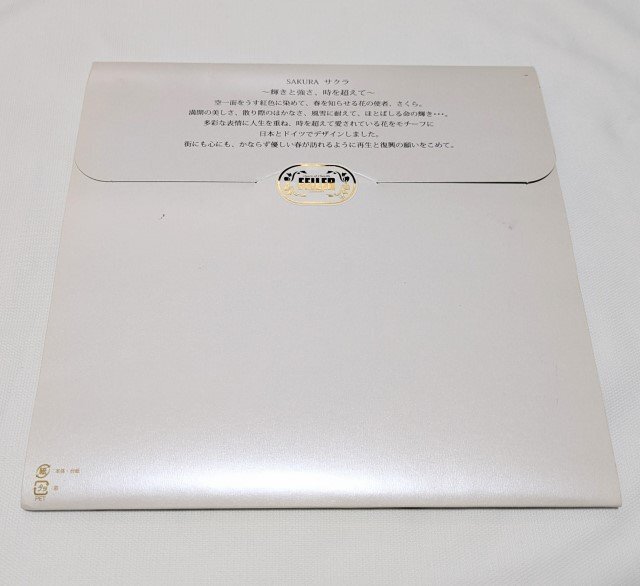 SAKURA サクラ
～輝きと強さ、時を超えて～
空一面をうす紅色に染めて、春を知らせる花の使者、さくら。
満開の美しさ、散り際のはかなさ、風雪に耐えて、ほとばしる命の輝き・・・。
多彩な表情に人生を重ね、時を超えて愛されている花をモチーフに
日本とドイツでデザインしました。
街にも心にも、かならず優しい春が訪れるように再生と復興の願いをこめて。
FEILER
紙
プラ
PET